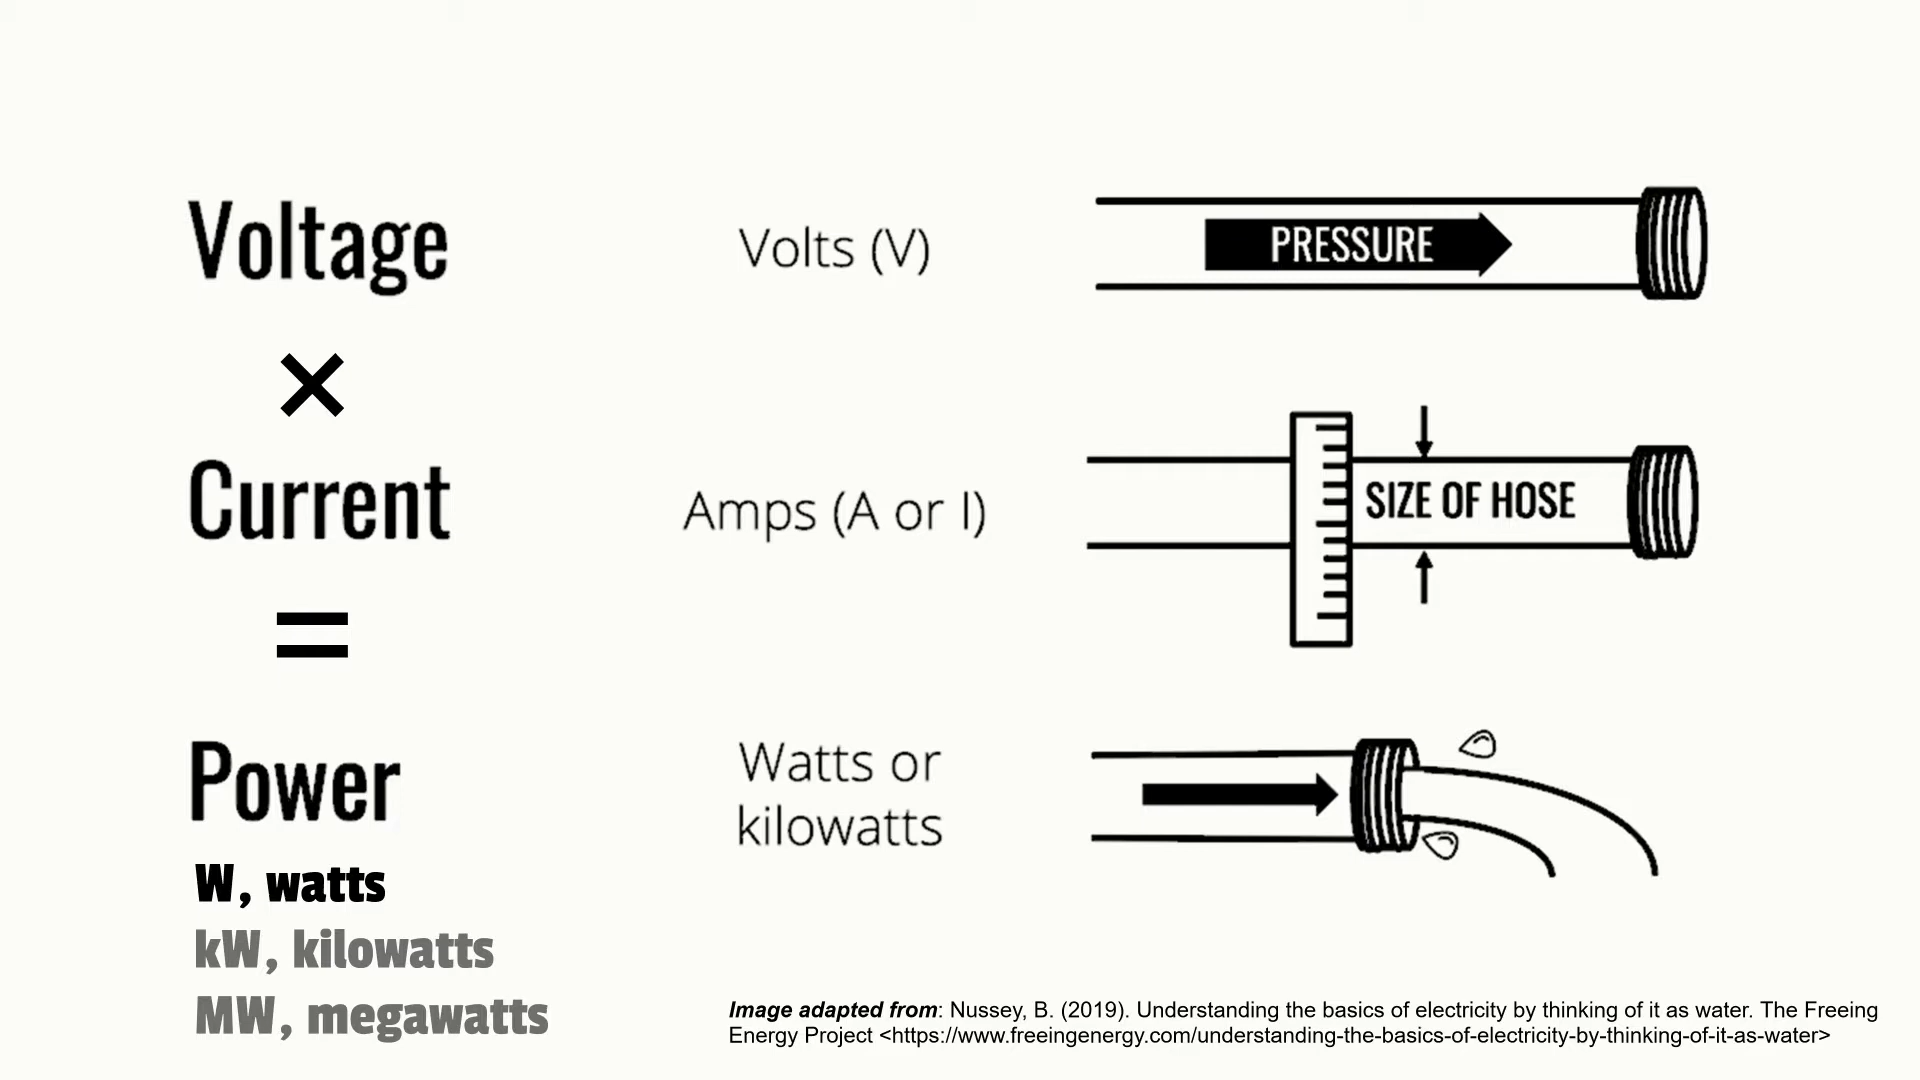 Voltage
Volts (V)
PRESSURE
×
Current
Amps (A or I)
SIZE OF HOSE
=
Power
Watts or
kilowatts
W, watts
kW, kilowatts
MW, megawatts
Image adapted from: Nussey, B. (2019). Understanding the basics of electricity by thinking of it as water. The Freeing
Energy Project <https://www.freeingenergy.com/understanding-the-basics-of-electricity-by-thinking-of-it-as-water>